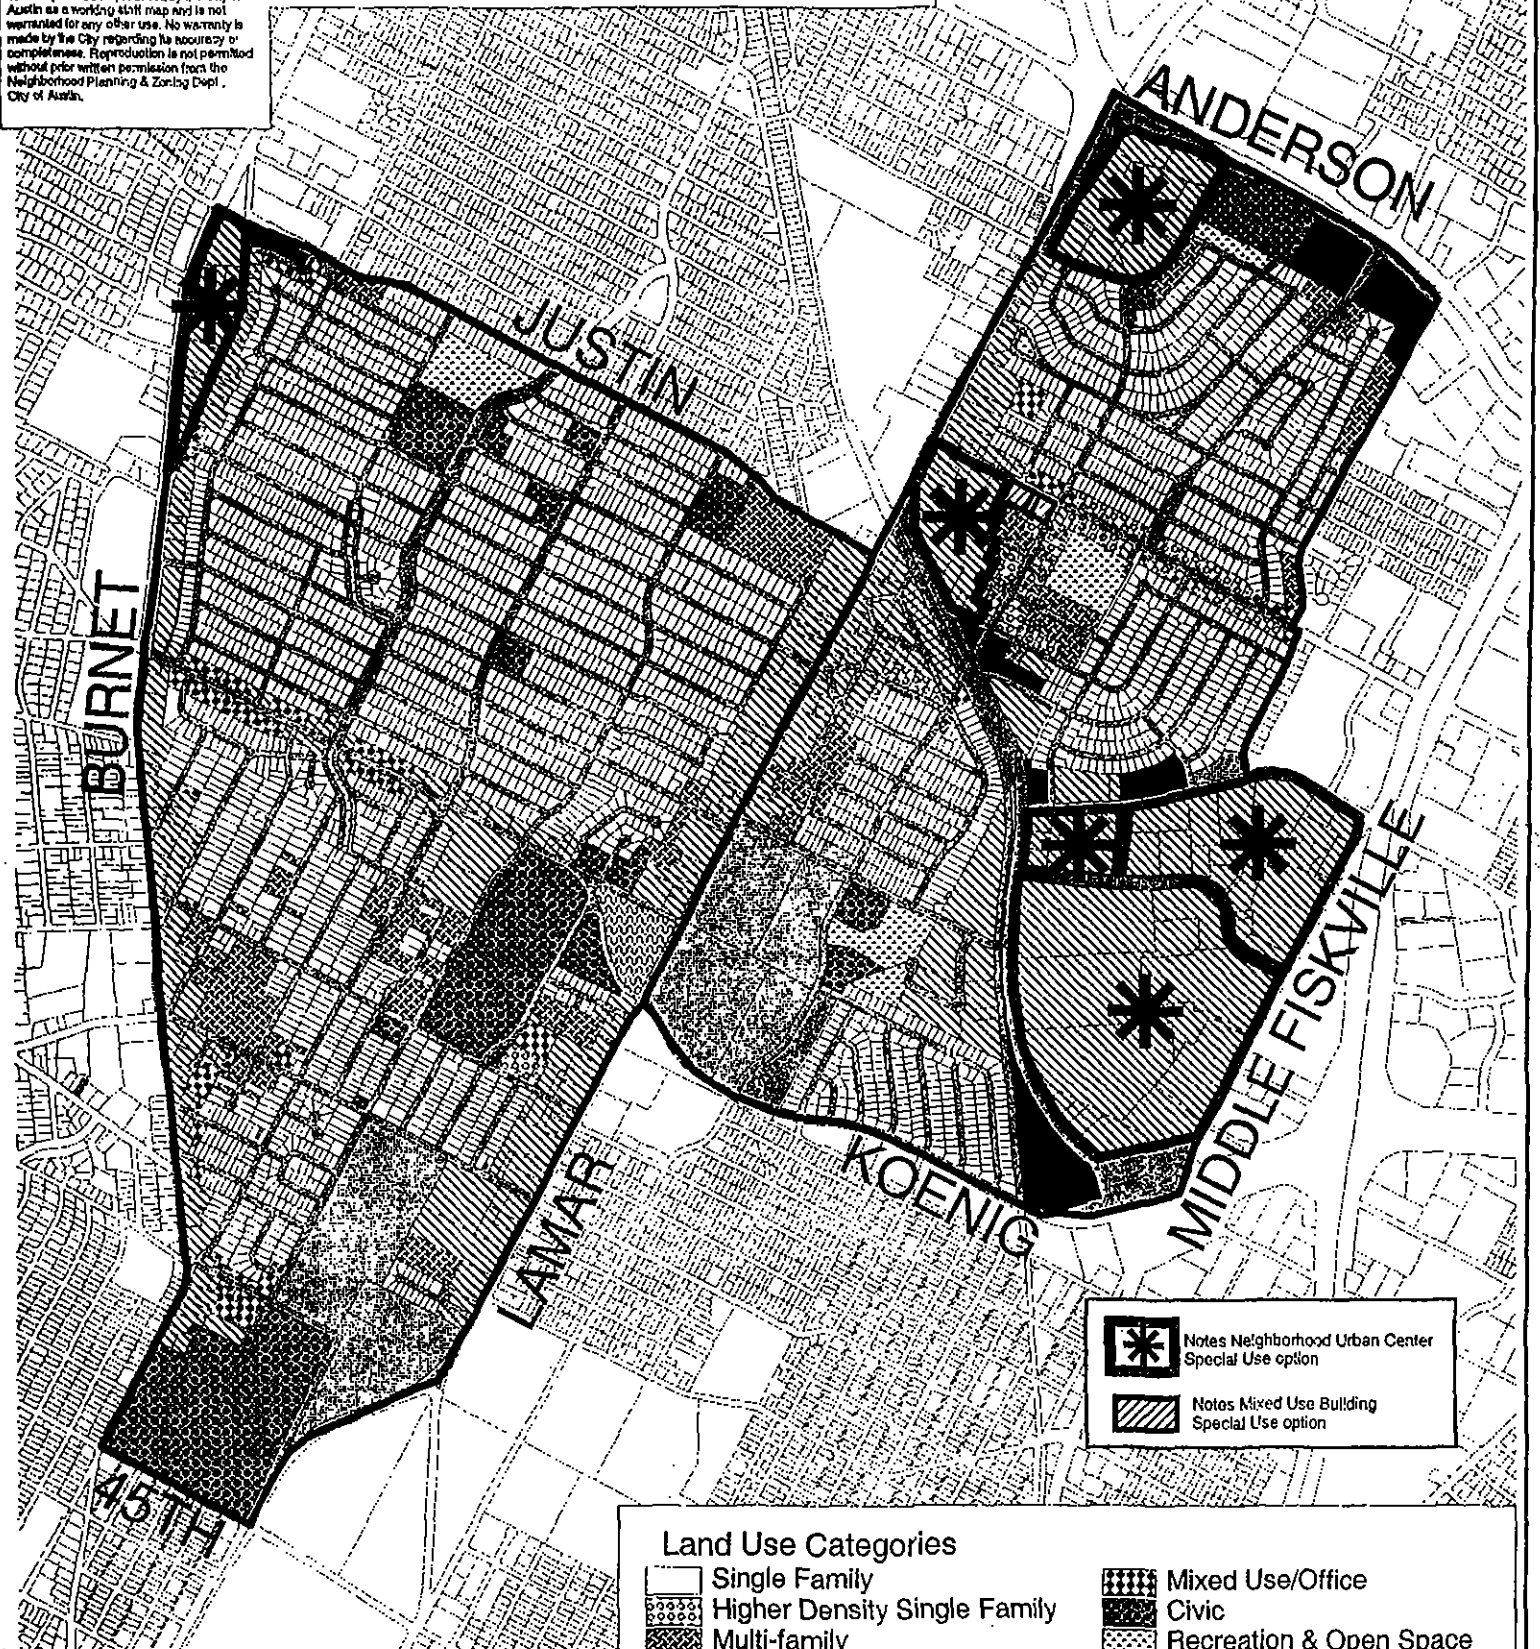 Austin as a working staff map and is not
warranted for any other use. No warranty is
made by the City regarding its accuracy or
completeness. Reproduction is not permitted
without prior written permission from the
Neighborhood Planning & Zoning Dept.,
City of Austin.
ANDERSON
JUSTIN
BURNET
MIDDLE FISKVILLE
KOENIG
LAMAR
45TH
Notes Neighborhood Urban Center
Special Use option
Notes Mixed Use Building
Special Use option
Land Use Categories
Single Family
Higher Density Single Family
Multi-family
Mixed Use/Office
Civic
Recreation & Open Space